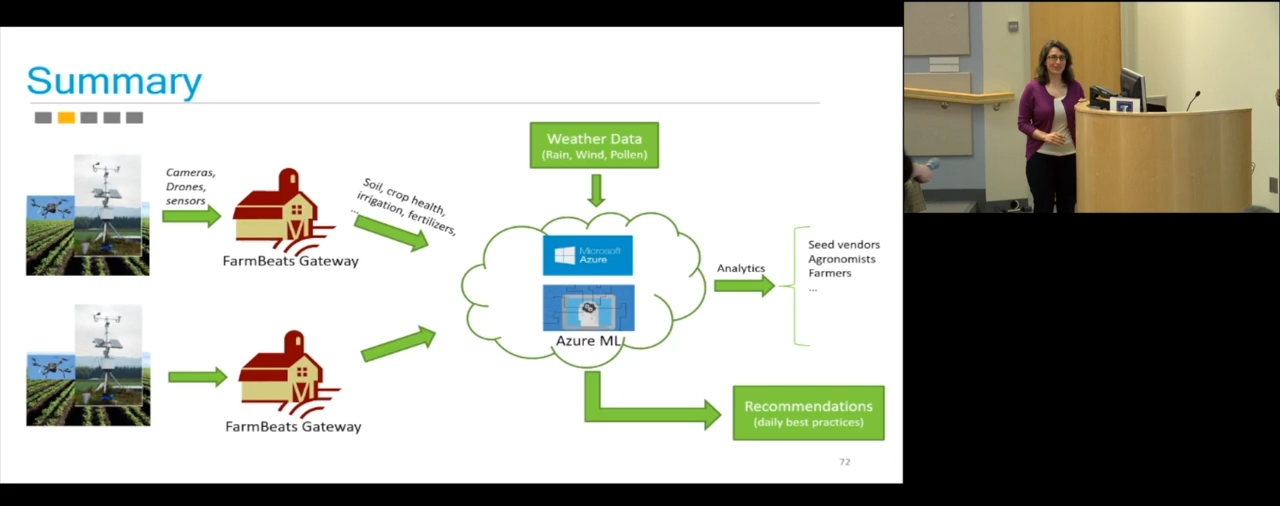 Summary
Cameras,
Drones,
sensors
FarmBeats Gateway
Soil, crop health,
irrigation, fertilizers,
...
Weather Data
(Rain, Wind, Pollen)
Microsoft
Azure
Azure ML
Analytics
Seed vendors
Agronomists
Farmers
...
FarmBeats Gateway
Recommendations
(daily best practices)
72